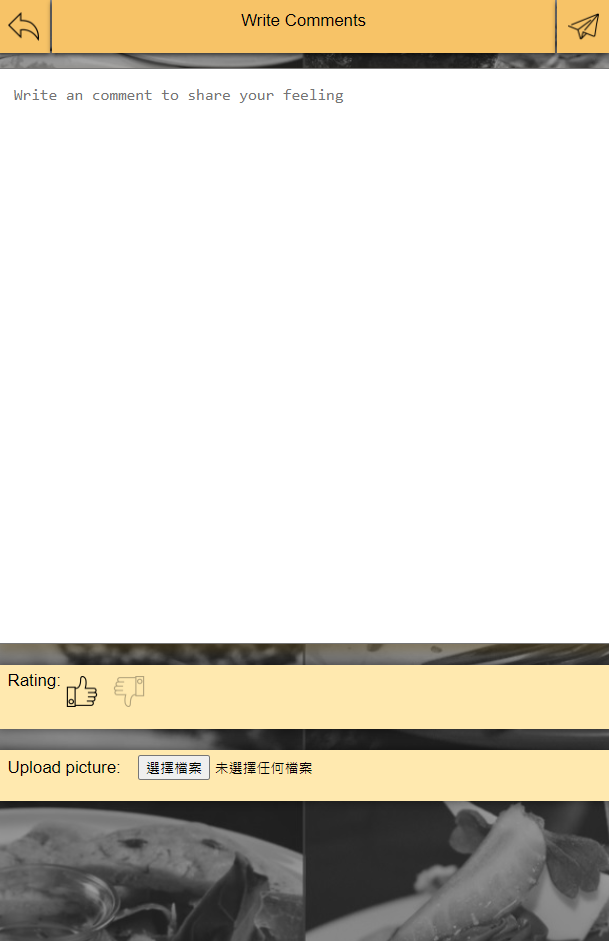 Write Comments
Write an comment to share your feeling
Rating:
Upload picture: 選擇檔案 未選擇任何檔案